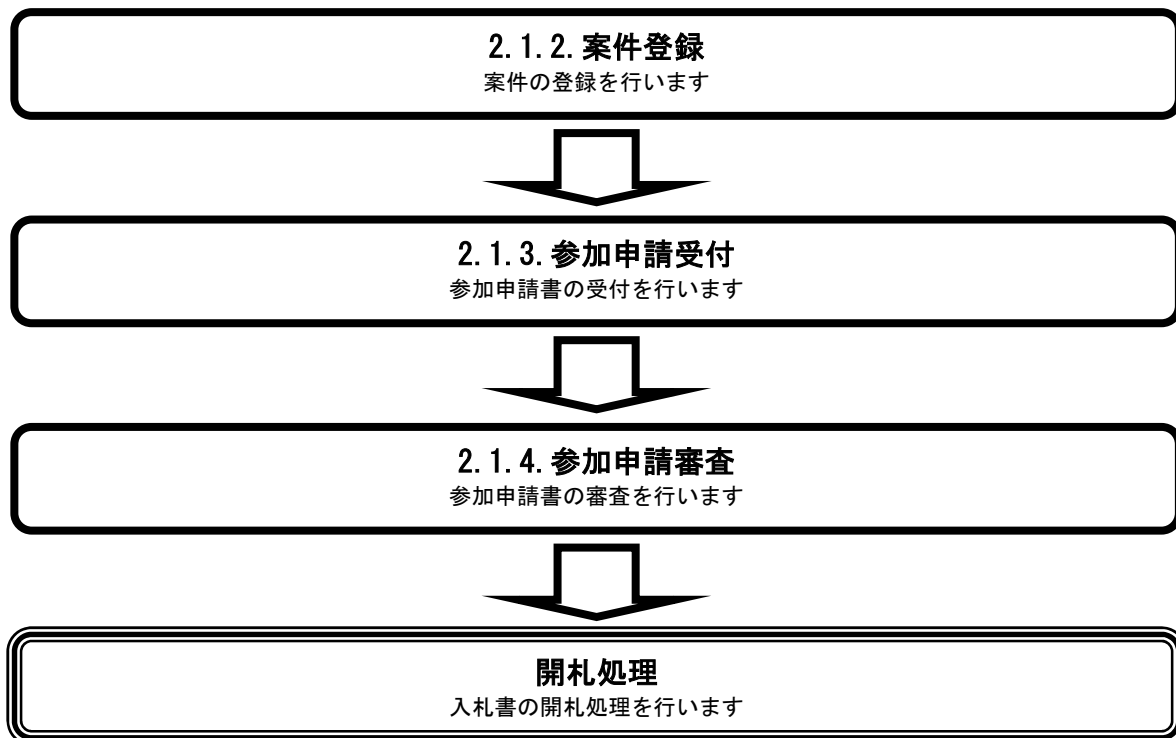 2.1.2.案件登録
案件の登録を行います
2.1.3.参加申請受付
参加申請書の受付を行います
2.1.4.参加申請審査
参加申請書の審査を行います
開札処理
入札書の開札処理を行います